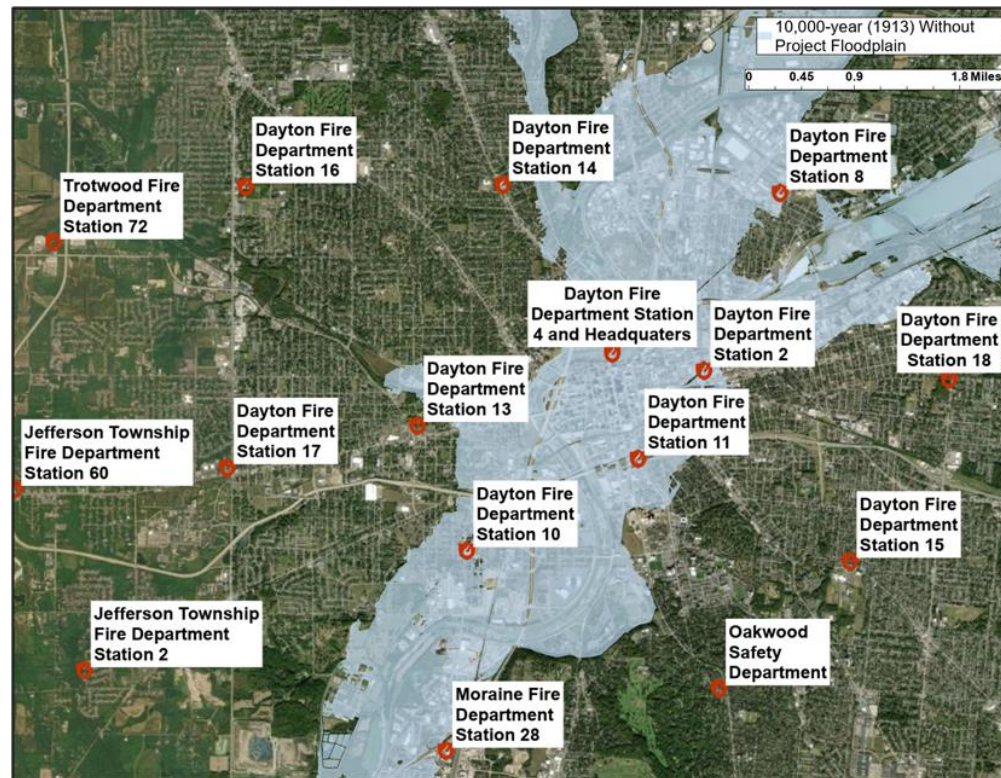 10,000-year (1913) Without
Project Floodplain
0 0.45 0.9 1.8 Miles
Dayton Fire
Department
Station 16
Dayton Fire
Department
Station 14
Dayton Fire
Department
Station 8
Trotwood Fire
Department
Station 72
Dayton Fire
Department Station
4 and Headquaters
Dayton Fire
Department
Station 2
Dayton Fire
Department
Station 18
Dayton Fire
Department
Station 13
Dayton Fire
Department
Station 11
Jefferson Township
Fire Department
Station 60
Dayton Fire
Department
Station 17
Dayton Fire
Department
Station 10
Dayton Fire
Department
Station 15
Jefferson Township
Fire Department
Station 2
Oakwood
Safety
Department
Moraine Fire
Department
Station 28